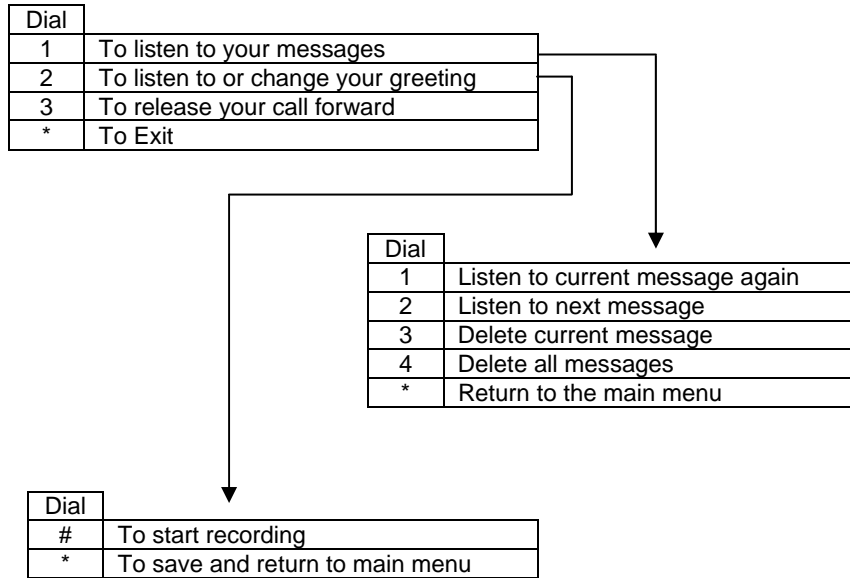 Dial
1 To listen to your messages
2 To listen to or change your greeting
3 To release your call forward
* To Exit
Dial
1 Listen to current message again
2 Listen to next message
3 Delete current message
4 Delete all messages
* Return to the main menu
Dial
# To start recording
* To save and return to main menu